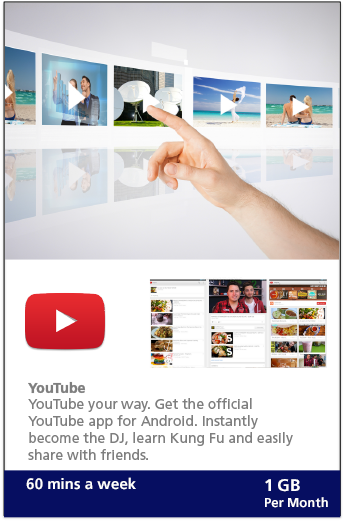 YouTube
YouTube your way. Get the official
YouTube app for Android. Instantly
become the DJ, learn Kung Fu and easily
share with friends.
60 mins a week
1 GB
Per Month